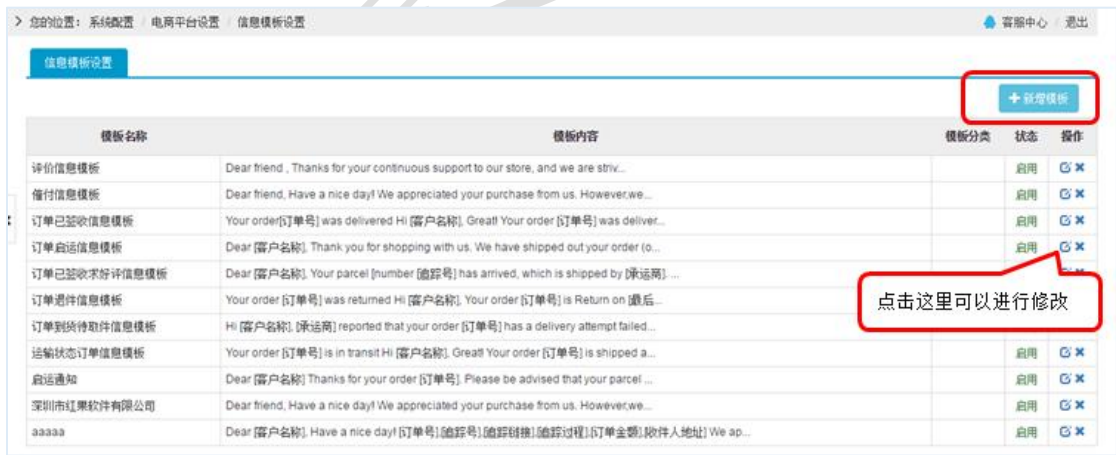 您的位置: 系统配置 / 电商平台设置 / 信息模板设置 客服中心 / 退出
信息模板设置
新增模板
模板名称 模板内容 模板分类 状态 操作
评价信息模板 Dear friend , Thanks for your continuous support to our store, and we are striv... 启用
催付信息模板 Dear friend, Have a nice day! We appreciated your purchase from us. However,we... 启用
订单已签收信息模板 Your order[订单号] was delivered Hi [客户名称], Great! Your order [订单号] was deliver... 启用
订单启运信息模板 Dear [客户名称], Thank you for shopping with us. We have shipped out your order (o... 启用
订单已签收求好评信息模板 Dear [客户名称], Your parcel [number [追踪号] has arrived, which is shipped by [承运商]. ...
订单退件信息模板 Your order [订单号] was returned Hi [客户名称], Your order [订单号] is Return on [最后...
点击这里可以进行修改
订单到货待取件信息模板 Hi [客户名称], [承运商] reported that your order [订单号] has a delivery attempt failed...
运输状态订单信息模板 Your order [订单号] is in transit Hi [客户名称], Great! Your order [订单号] is shipped a... 启用
启运通知 Dear [客户名称] Thanks for your order [订单号]. Please be advised that your parcel ... 启用
深圳市红果软件有限公司 Dear friend, Have a nice day! We appreciated your purchase from us. However,we... 启用
aaaaa Dear [客户名称], Have a nice day! [订单号],[追踪号],[追踪链接],[追踪过程],[订单金额],[收件人地址] We ap... 启用